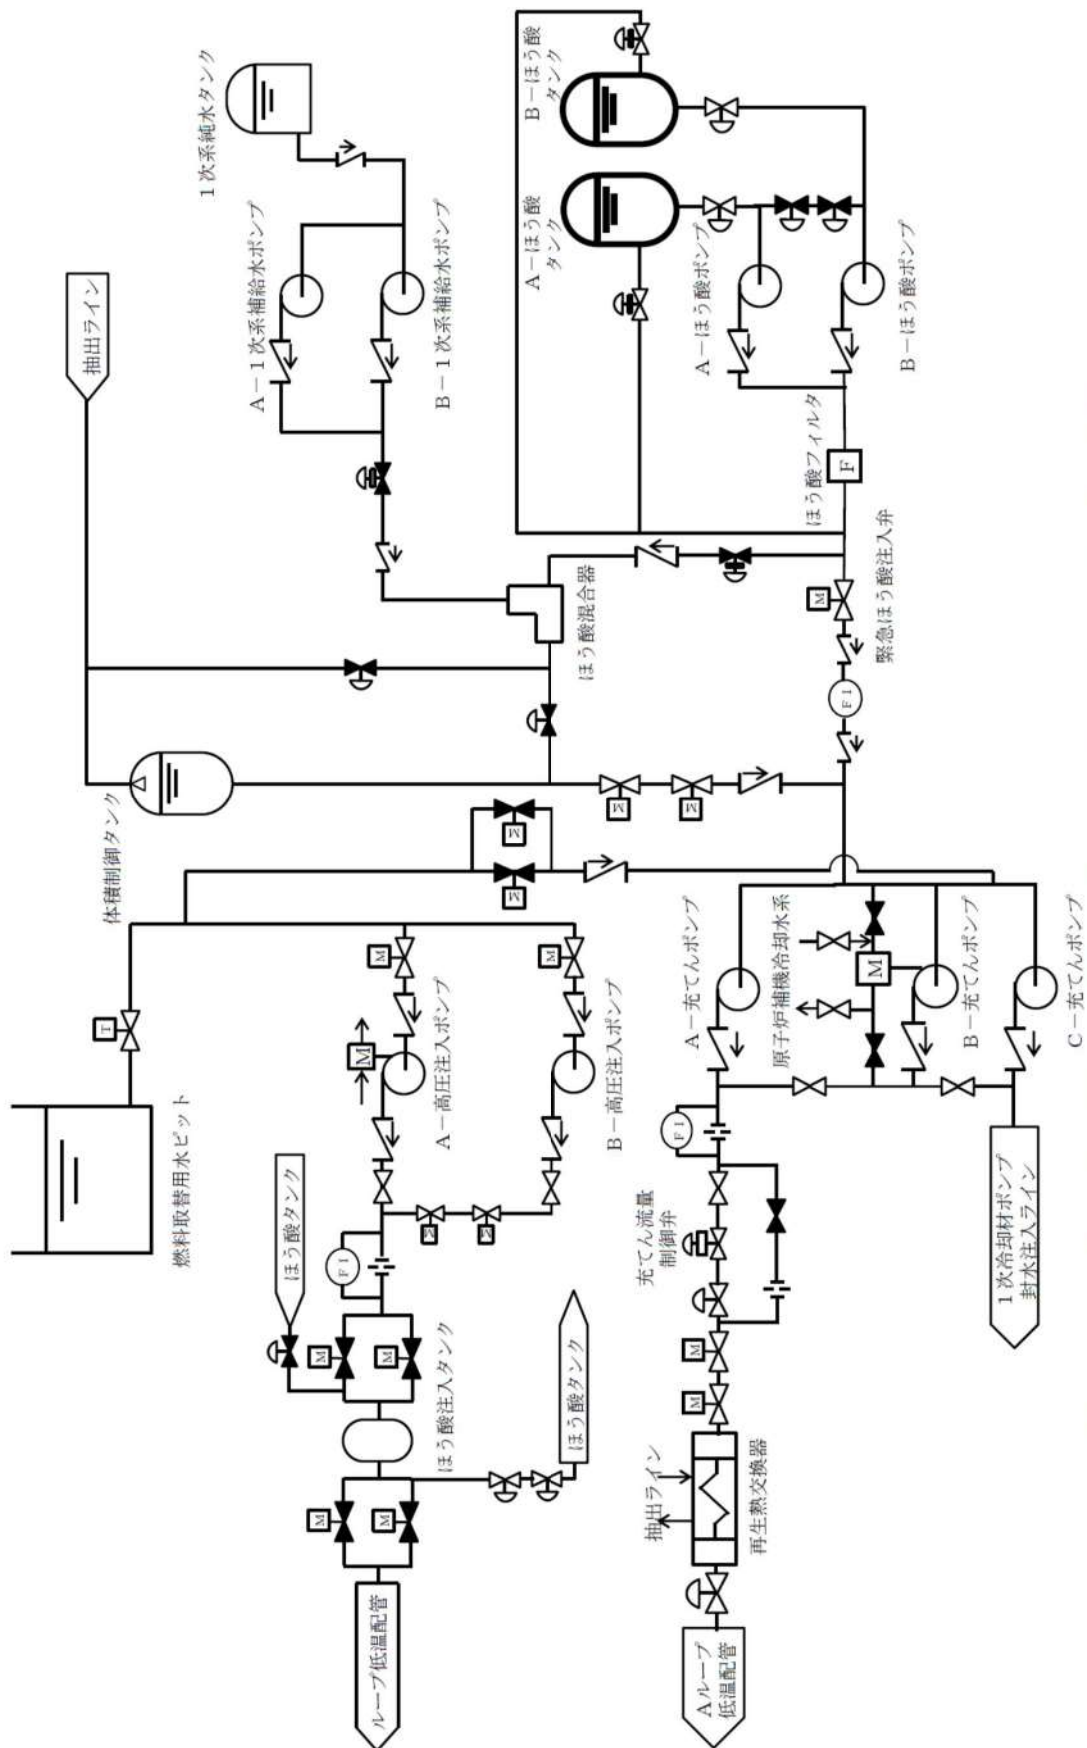 燃料取替用水ピット
T
ほう酸タンク
FI
M
M
ループ低温配管
M
M
ほう酸注入タンク
ほう酸タンク
M
M
A－高圧注入ポンプ
M
M
B－高圧注入ポンプ
M
体積制御タンク
M
M
M
M
抽出ライン
A－1次系補給水ポンプ
B－1次系補給水ポンプ
1次系純水タンク
ほう酸混合器
B－ほう酸
タンク
A－ほう酸
タンク
A－ほう酸ポンプ
B－ほう酸ポンプ
ほう酸フィルタ
F
緊急ほう酸注入弁
M
FI
A－充てんポンプ
原子炉補機冷却水系
M
B－充てんポンプ
C－充てんポンプ
1次冷却材ポンプ
封水注入ライン
FI
充てん流量
制御弁
M
M
抽出ライン
再生熱交換器
Aループ
低温配管